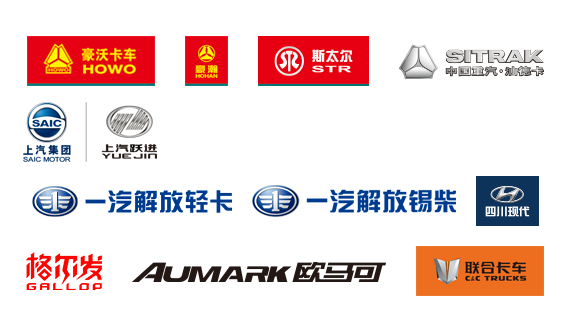 豪沃卡车
HOWO
HOWO
豪瀚
HOHAN
斯太尔
STR
SITRAK
中国重汽·汕德卡
SAIC
上汽集团
SAIC MOTOR
上汽跃进
YUEJIN
一汽解放轻卡
一汽解放锡柴
四川现代
格尔发
GALLOP
AUMARK 欧马可
联合卡车
C&C TRUCKS